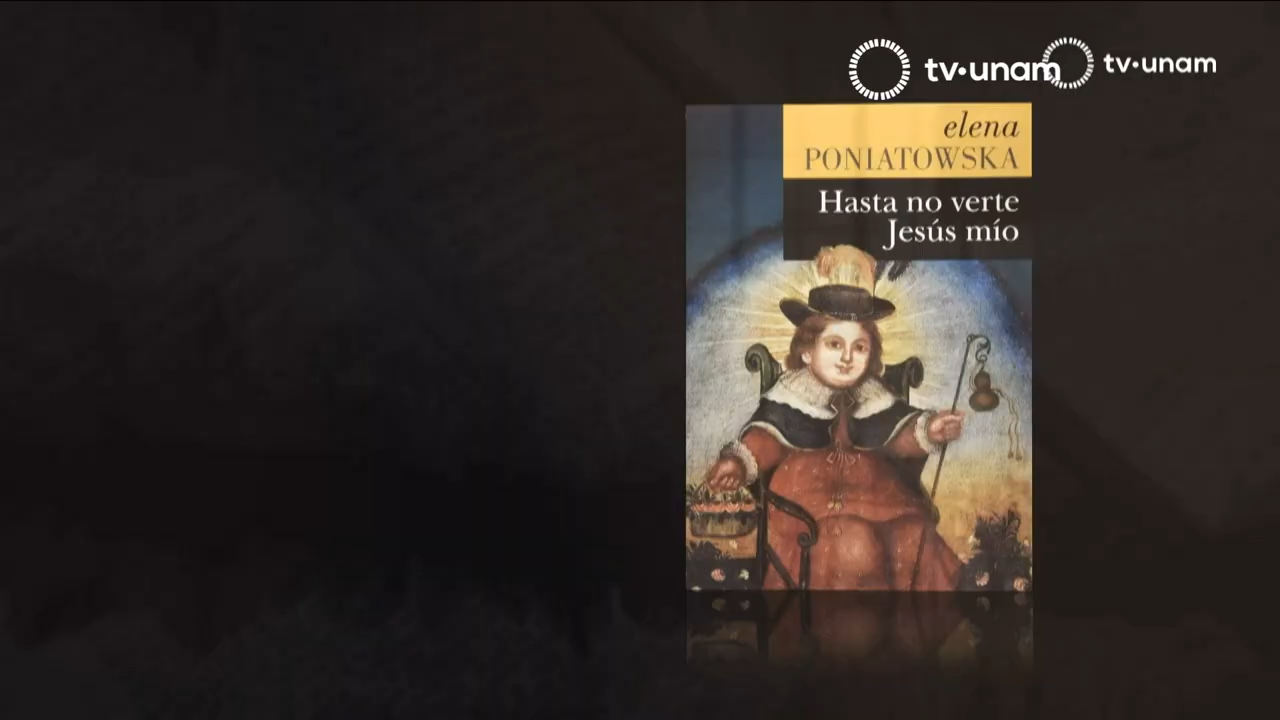 tv·unam
tv·unam
elena
PONIATOWSKA
Hasta no verte
Jesús mío